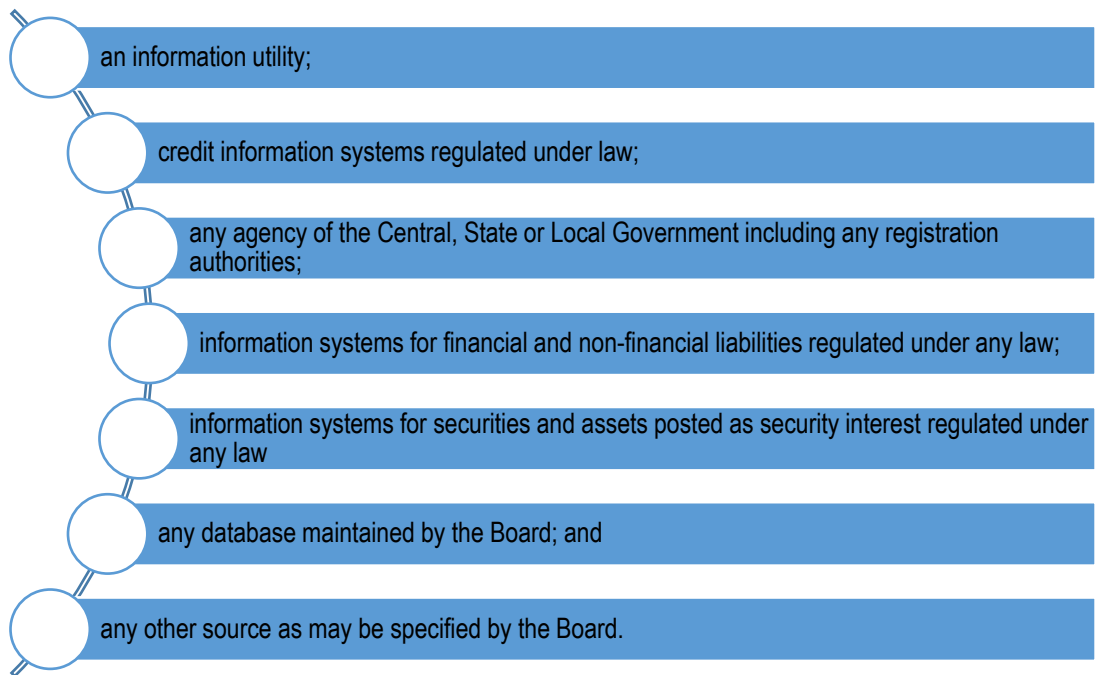 an information utility;
credit information systems regulated under law;
any agency of the Central, State or Local Government including any registration
authorities;
information systems for financial and non-financial liabilities regulated under any law;
information systems for securities and assets posted as security interest regulated under
any law
any database maintained by the Board; and
any other source as may be specified by the Board.